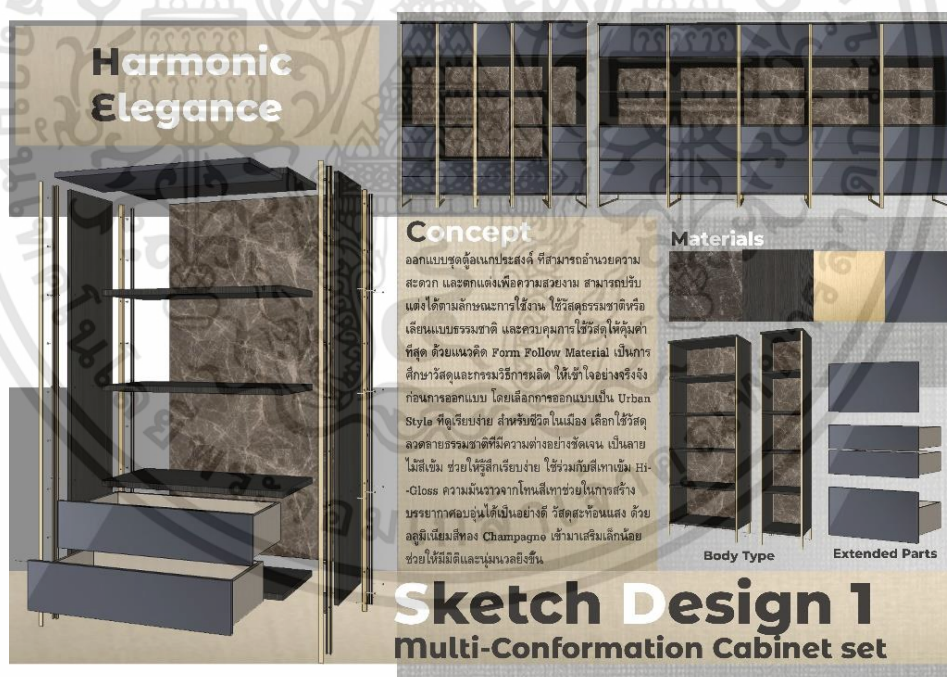 Harmonic
Elegance
Concept
ออกแบบชุดตู้อเนกประสงค์ ที่สามารถอำนวยความ
สะดวก และตกแต่งเพื่อความสวยงาม สามารถปรับ
แต่งได้ตามลักษณะการใช้งาน ใช้วัสดุธรรมชาติหรือ
เลียนแบบธรรมชาติ และควบคุมการใช้วัสดุให้คุ้มค่า
ที่สุด ด้วยแนวคิด Form Follow Material เป็นการ
ศึกษาวัสดุและกรรมวิธีการผลิต ให้เข้าใจอย่างจริงจัง
ก่อนการออกแบบ โดยเลือกการออกแบบเป็น Urban
Style ที่ดูเรียบง่าย สำหรับชีวิตในเมือง เลือกใช้วัสดุ
ลวดลายธรรมชาติที่มีความต่างอย่างชัดเจน เป็นลาย
ไม้สีเข้ม ช่วยให้รู้สึกเรียบง่าย ใช้ร่วมกับสีเทาเข้ม Hi-
-Gloss ความมันวาวจากโทนสีเทาช่วยในการสร้าง
บรรยากาศอบอุ่นได้เป็นอย่างดี วัสดุสะท้อนแสง ด้วย
อลูมิเนียมสีทอง Champagne เข้ามาเสริมเล็กน้อย
ช่วยให้มีมิติและนุ่มนวลยิ่งขึ้น
Materials
Body Type
Extended Parts
Sketch Design 1
Multi-Conformation Cabinet set